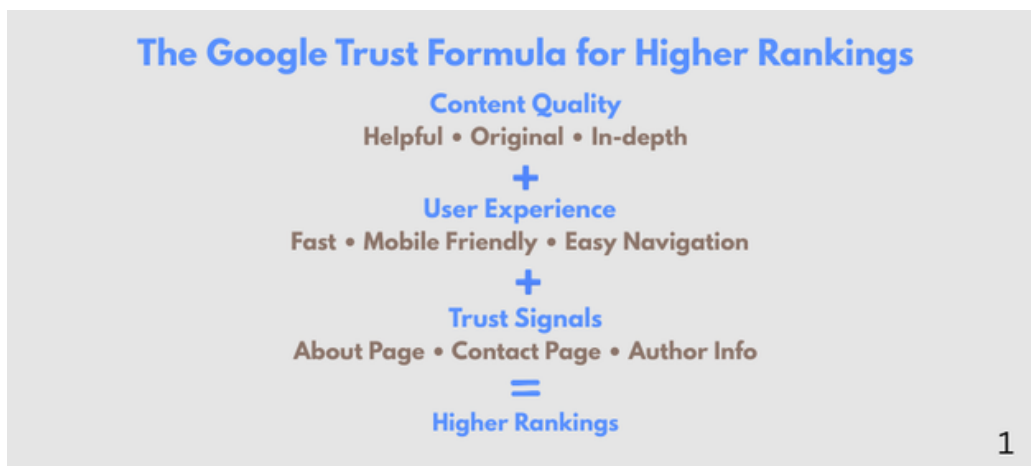 The Google Trust Formula for Higher Rankings
Content Quality
Helpful • Original • In-depth
+
User Experience
Fast • Mobile Friendly • Easy Navigation
+
Trust Signals
About Page • Contact Page • Author Info
=
Higher Rankings
1